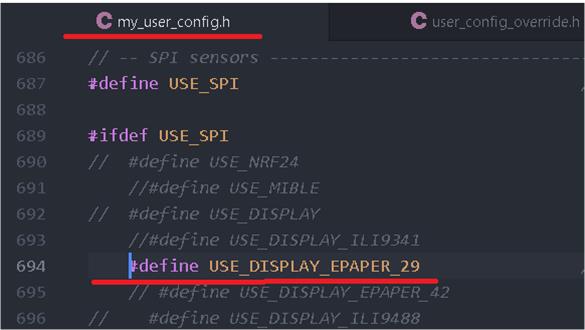 my_user_config.h user_config_override.h
686 // -- SPI sensors -----------------------------------
687 #define USE_SPI
688
689 #ifdef USE_SPI
690 //  #define USE_NRF24
691 //#define USE_MIBLE
692 //  #define USE_DISPLAY
693 //#define USE_DISPLAY_ILI9341
694 #define USE_DISPLAY_EPAPER_29
695 // #define USE_DISPLAY_EPAPER_42
696 //    #define USE_DISPLAY_ILI9488